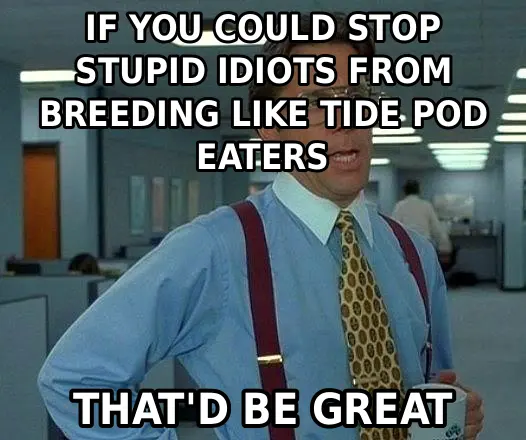 IF YOU COULD STOP
STUPID IDIOTS FROM
BREEDING LIKE TIDE POD
EATERS
THAT'D BE GREAT